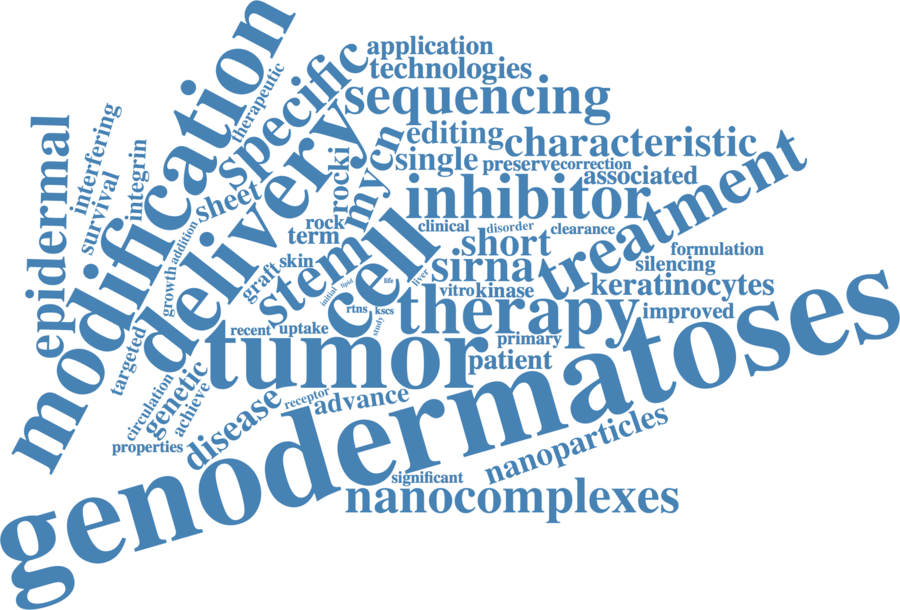 application
technologies
modification
therapeutic
specific
sequencing
epidermal
interfering
integrin
delivery
rocki
mycn
editing
characteristic
single
preserve
correction
associated
survival
sheet
inhibitor
treatment
addition
rock
term
clinical
disorder
clearance
short
formulation
growth
graft
skin
stem
cell
sirna
silencing
initial
lipid
life
liver
vitro
kinase
keratinocytes
rtns
kscs
study
therapy
improved
targeted
recent
uptake
tumor
primary
patient
genodermatoses
circulation
genetic
achieve
properties
disease
receptor
advance
nanoparticles
significant
nanocomplexes